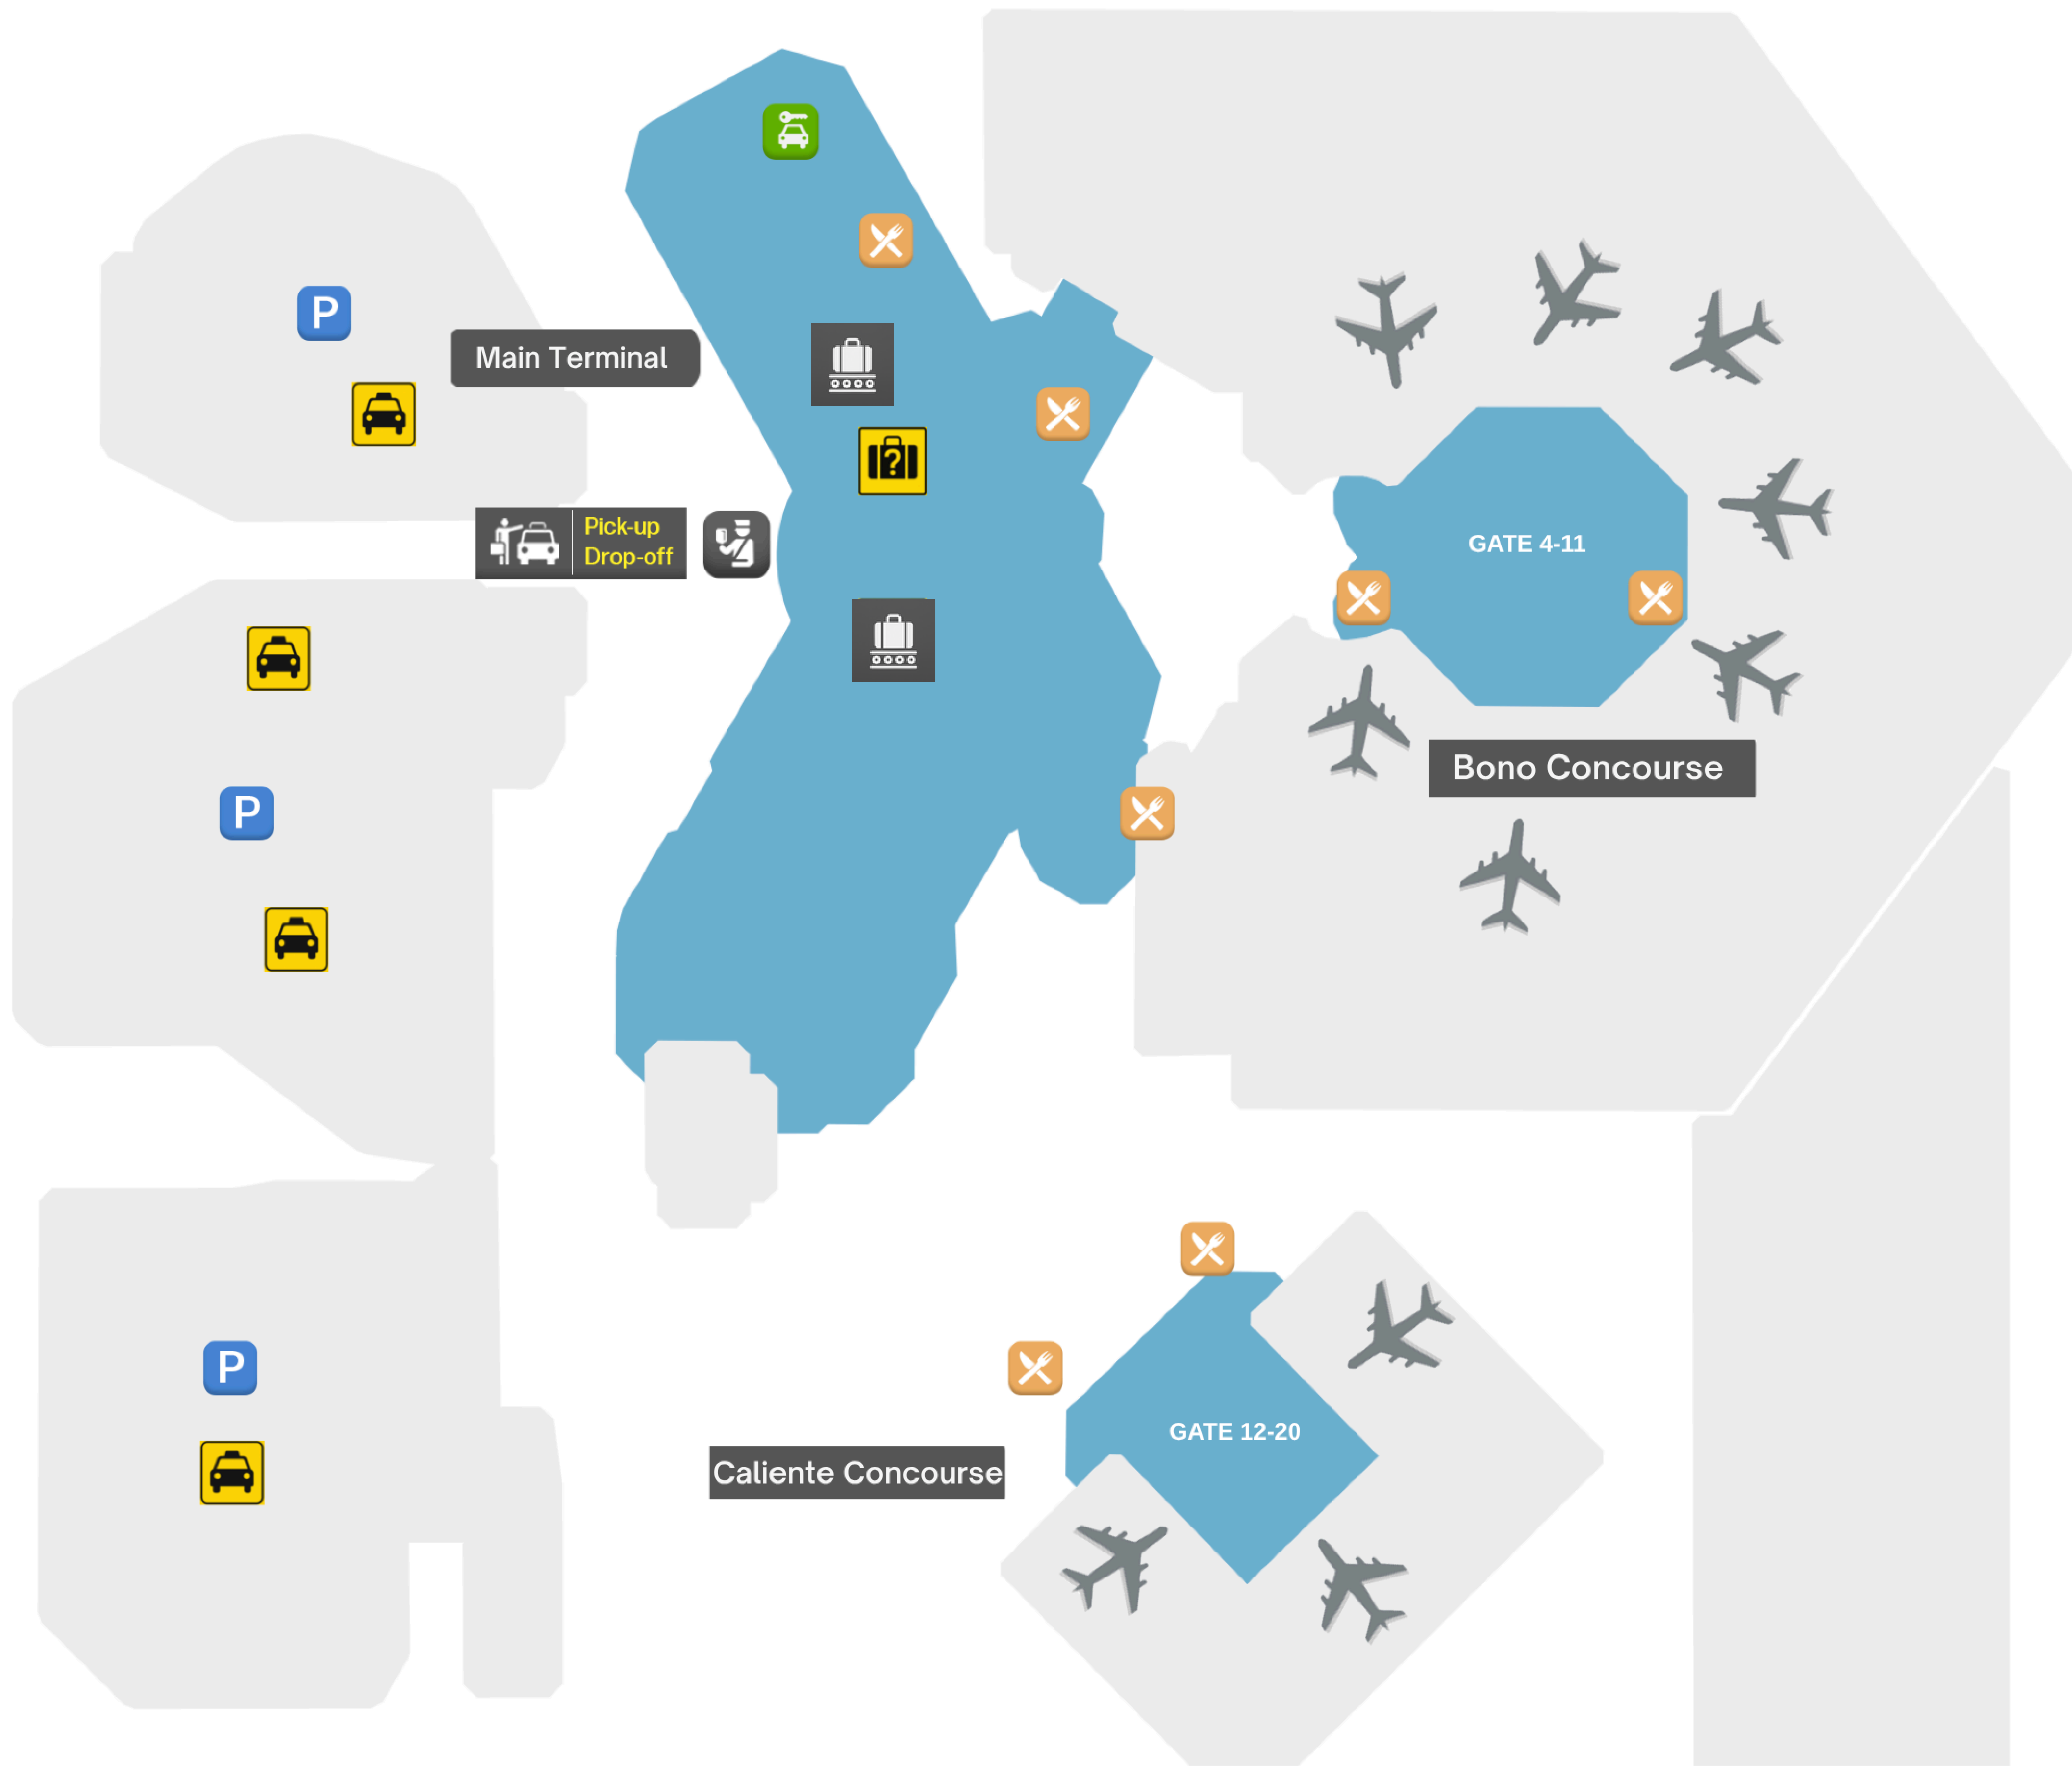 P
Main Terminal
?
Pick-up
Drop-off
GATE 4-11
Bono Concourse
P
P
GATE 12-20
Caliente Concourse